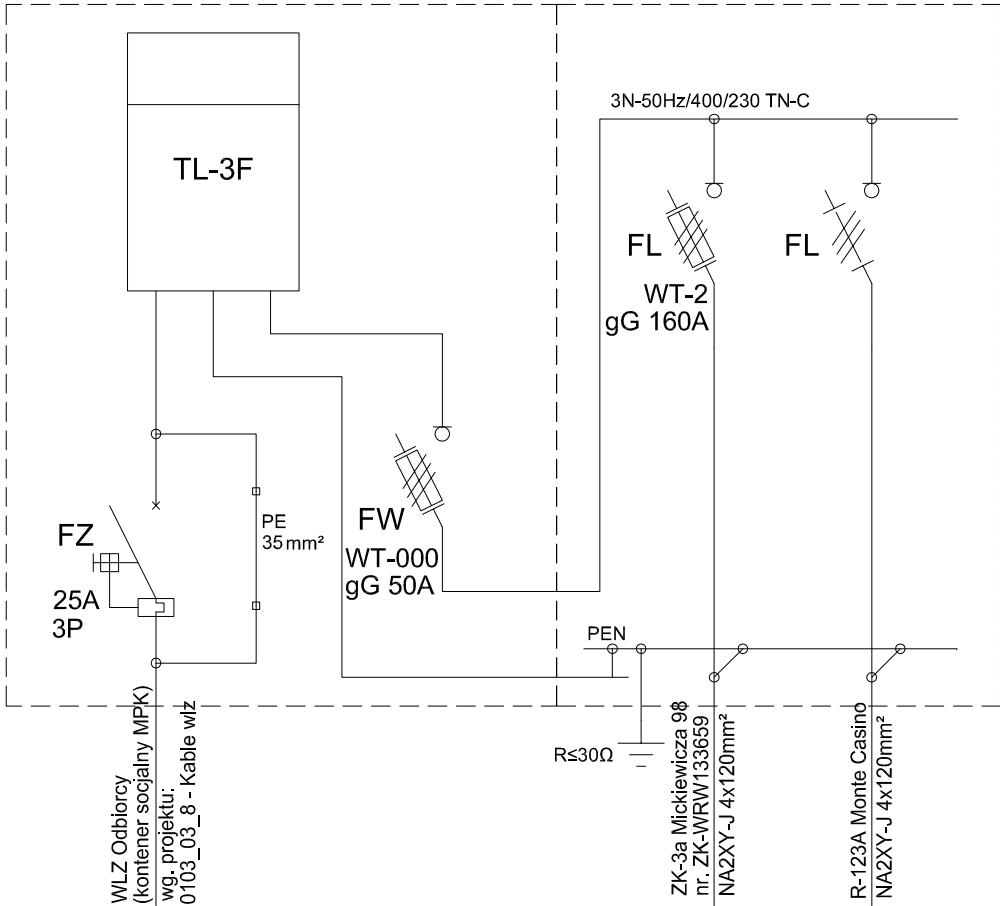 3N-50Hz/400/230 TN-C
TL-3F
FL
WT-2
gG 160A
FL
FZ
25A
3P
PE
35mm²
FW
WT-000
gG 50A
PEN
R≤30Ω
WLZ Odbiorcy
(kontener socjalny MPK)
wg. projektu:
0103_03_8 - Kable wlz
ZK-3a Mickiewicza 98
nr. ZK-WRW133659
NA2XY-J 4x120mm²
R-123A Monte Casino
NA2XY-J 4x120mm²